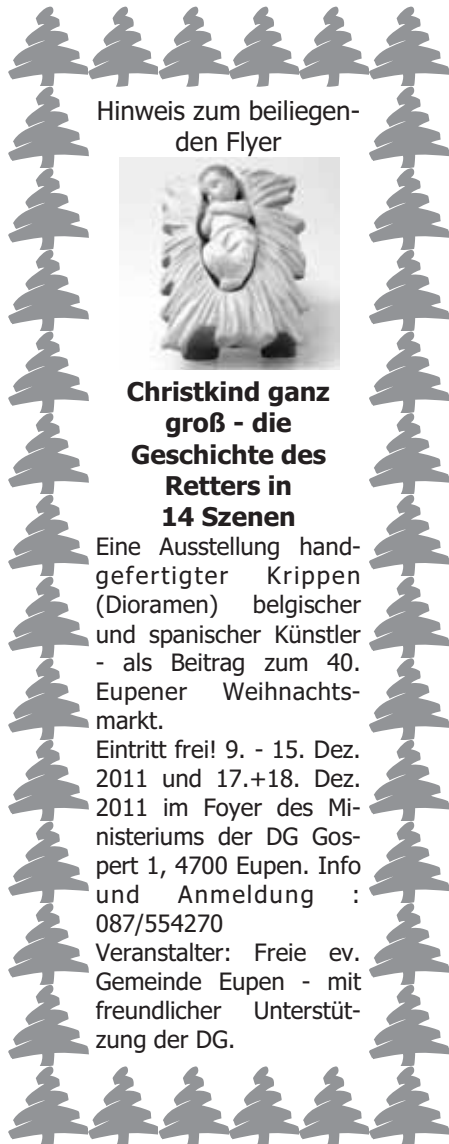 Hinweis zum beiliegen-
den Flyer
Christkind ganz
groß - die
Geschichte des
Retters in
14 Szenen
Eine Ausstellung hand-
gefertigter Krippen
(Dioramen) belgischer
und spanischer Künstler
- als Beitrag zum 40.
Eupener Weihnachts-
markt.
Eintritt frei! 9. - 15. Dez.
2011 und 17.+18. Dez.
2011 im Foyer des Mi-
nisteriums der DG Gos-
pert 1, 4700 Eupen. Info
und Anmeldung :
087/554270
Veranstalter: Freie ev.
Gemeinde Eupen - mit
freundlicher Unterstüt-
zung der DG.